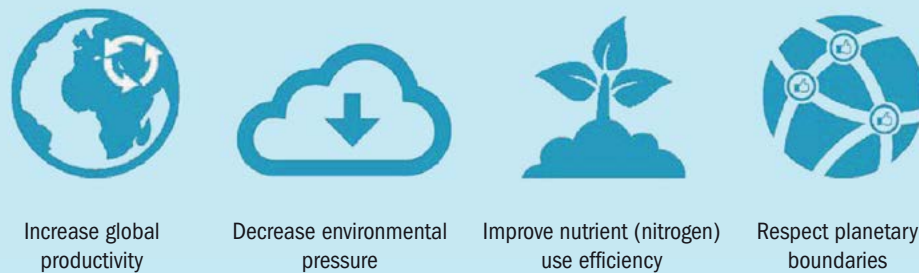 Increase global
productivity
Decrease environmental
pressure
Improve nutrient (nitrogen)
use efficiency
Respect planetary
boundaries